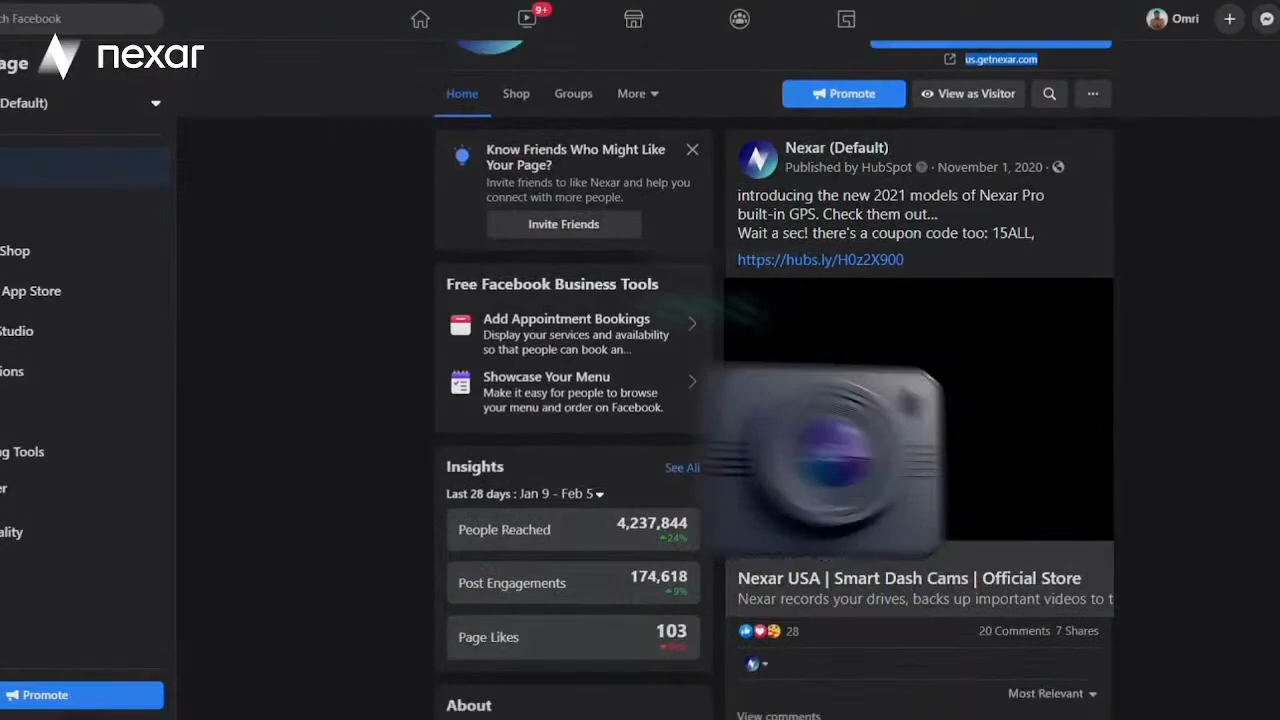 ch Facebook
9+
Omri
age
nexar
(Default)
us.getnexar.com
Home
Shop
Groups
More
Promote
View as Visitor
Know Friends Who Might Like
Your Page?
Invite friends to like Nexar and help you
connect with more people.
Invite Friends
Shop
App Store
Studio
ions
ng Tools
er
ality
Promote
Free Facebook Business Tools
Add Appointment Bookings
Display your services and availability
so that people can book an...
Showcase Your Menu
Make it easy for people to browse
your menu and order on Facebook.
Insights
See All
Last 28 days : Jan 9 - Feb 5
People Reached
4,237,844
24%
Post Engagements
174,618
9%
Page Likes
103
About
Nexar (Default)
Published by HubSpot · November 1, 2020 ·
introducing the new 2021 models of Nexar Pro
built-in GPS. Check them out...
Wait a sec! there's a coupon code too: 15ALL,
https://hubs.ly/H0z2X900
Nexar USA | Smart Dash Cams | Official Store
Nexar records your drives, backs up important videos to t
28
20 Comments 7 Shares
Most Relevant
View comments